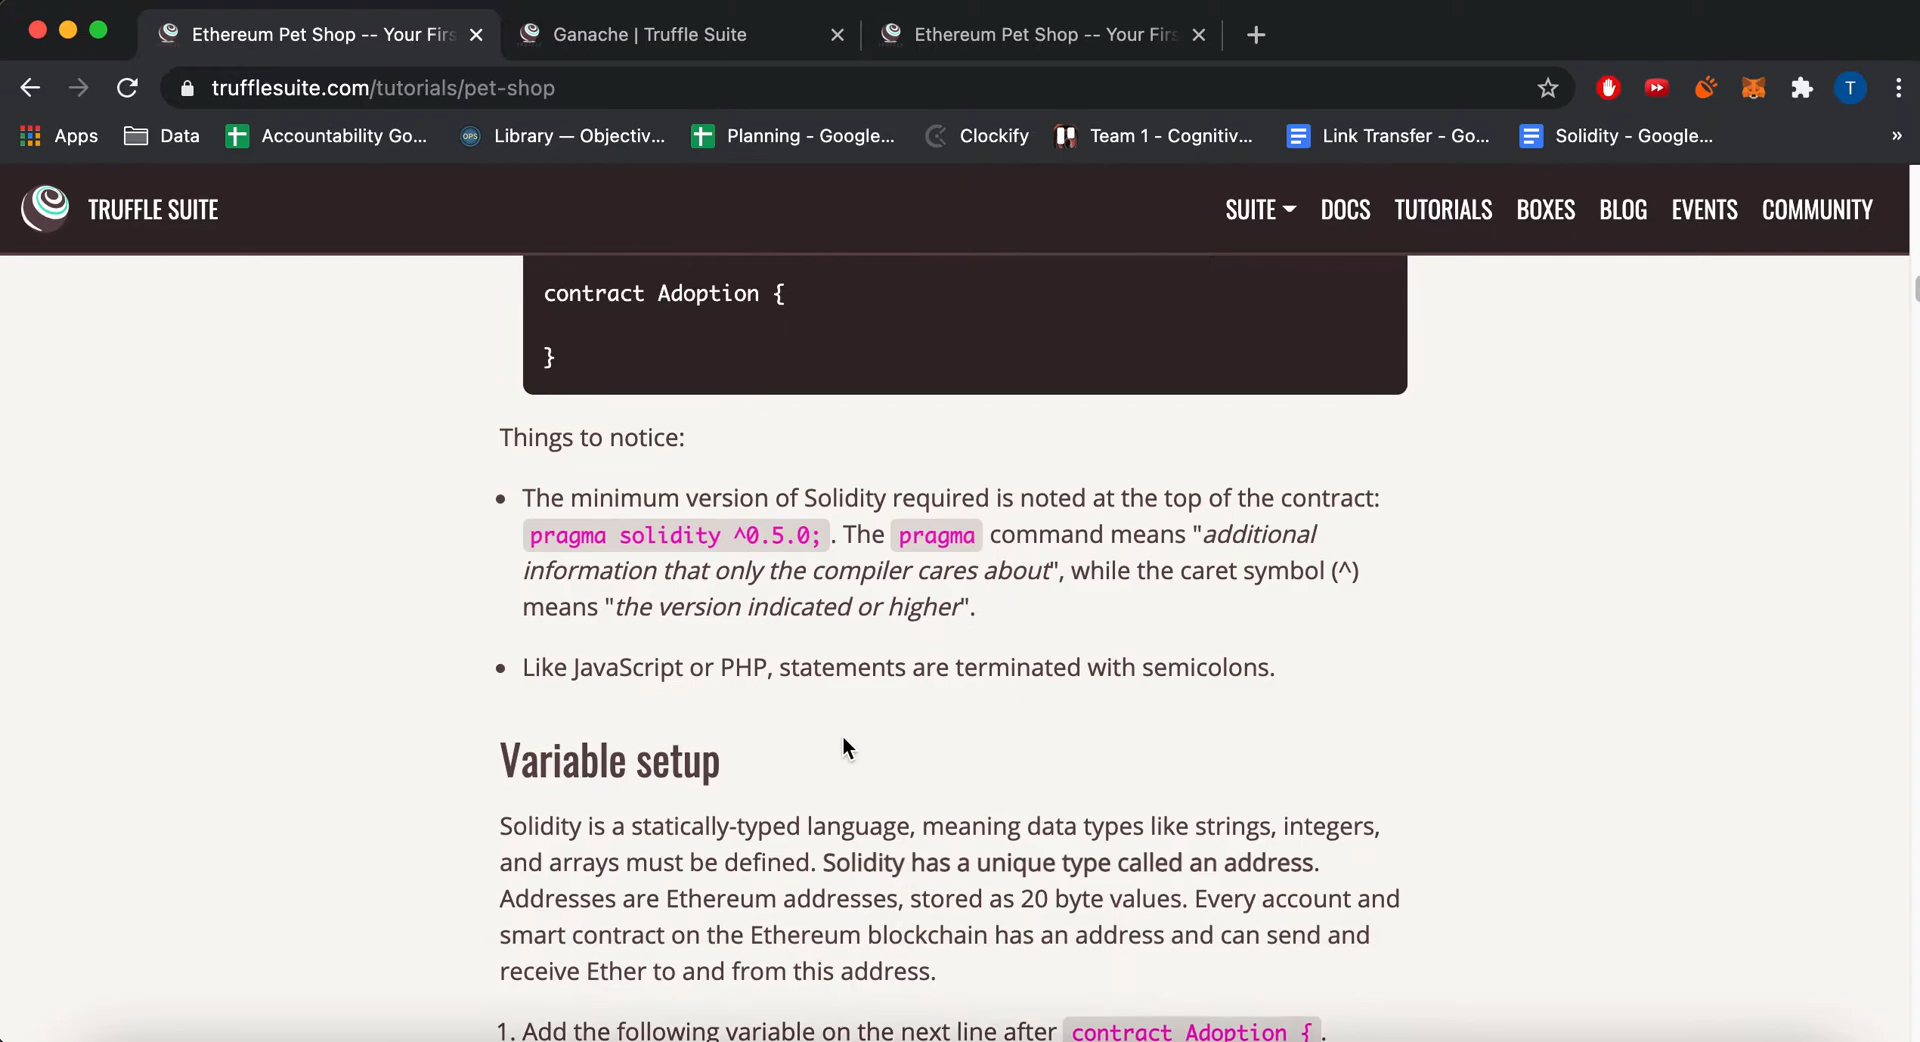 Ethereum Pet Shop -- Your Firs
Ganache | Truffle Suite
Ethereum Pet Shop -- Your Firs
trufflesuite.com/tutorials/pet-shop
T
Apps
Data
Accountability Go...
OPS
Library — Objectiv...
Planning - Google...
Clockify
Team 1 - Cognitiv...
Link Transfer - Go...
Solidity - Google...
»
TRUFFLE SUITE
SUITE
DOCS
TUTORIALS
BOXES
BLOG
EVENTS
COMMUNITY
contract Adoption {
}
Things to notice:
• The minimum version of Solidity required is noted at the top of the contract:
pragma solidity ^0.5.0; . The pragma command means "additional
information that only the compiler cares about", while the caret symbol (^)
means "the version indicated or higher".
• Like JavaScript or PHP, statements are terminated with semicolons.
Variable setup
Solidity is a statically-typed language, meaning data types like strings, integers,
and arrays must be defined. Solidity has a unique type called an address.
Addresses are Ethereum addresses, stored as 20 byte values. Every account and
smart contract on the Ethereum blockchain has an address and can send and
receive Ether to and from this address.
1. Add the following variable on the next line after contract Adoption { .